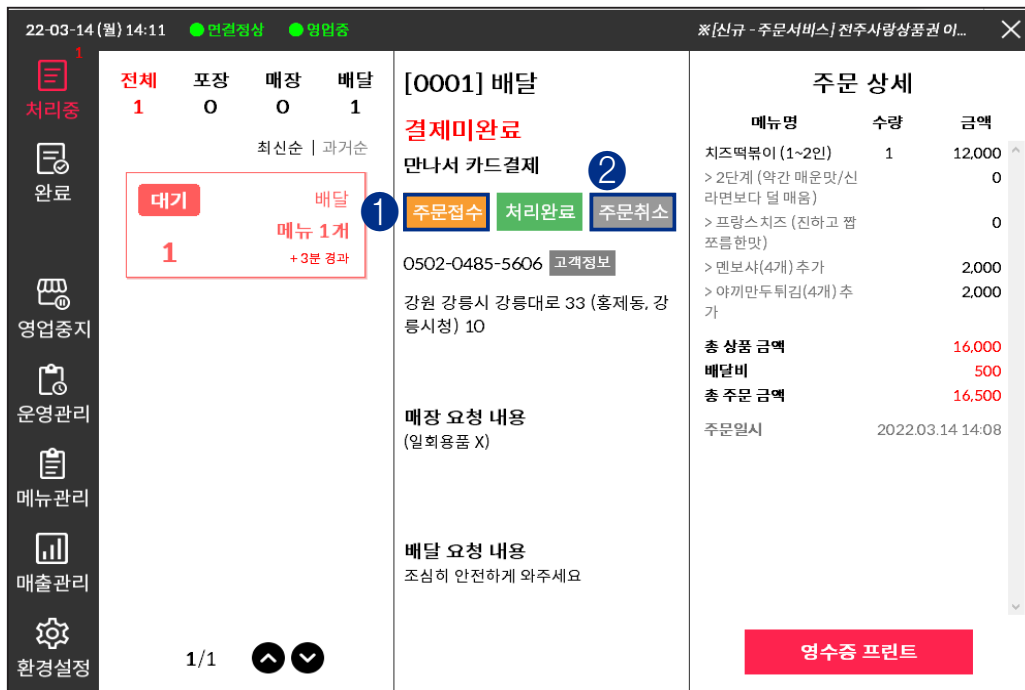 22-03-14 (월) 14:11
연결정상
영업중
※[신규 - 주문서비스] 전주사랑상품권 이...
1
처리중
완료
영업중지
운영관리
메뉴관리
매출관리
환경설정
전체 포장 매장 배달
1 0 0 1
최신순 | 과거순
대기 배달
메뉴 1개
1 +3분 경과
1/1
[0001] 배달
결제미완료
만나서 카드결제
1 2
주문접수 처리완료 주문취소
0502-0485-5606 고객정보
강원 강릉시 강릉대로 33 (홍제동, 강
릉시청) 10
매장 요청 내용
(일회용품 X)
배달 요청 내용
조심히 안전하게 와주세요
주문 상세
메뉴명 수량 금액
치즈떡볶이 (1~2인) 1 12,000
> 2단계 (약간 매운맛/신 0
라면보다 덜 매움)
> 프랑스치즈 (진하고 짭 0
쪼름한맛)
> 멘보샤(4개) 추가 2,000
> 야끼만두튀김(4개) 추 2,000
가
총 상품 금액 16,000
배달비 500
총 주문 금액 16,500
주문일시 2022.03.14 14:08
영수증 프린트